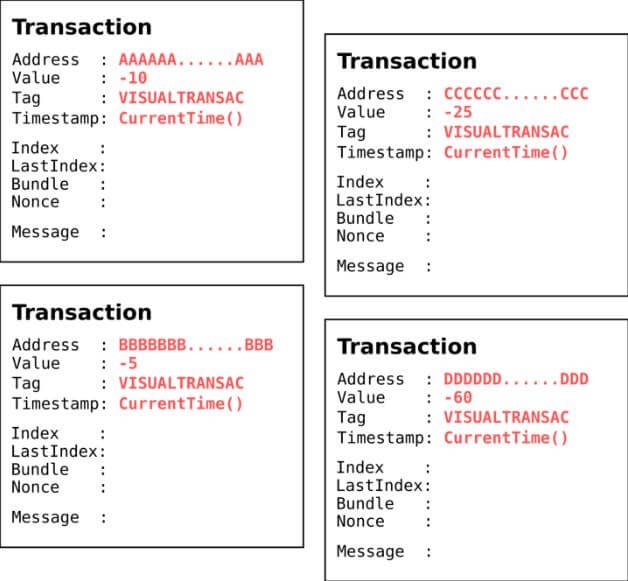 Transaction
Address : AAAAAA......AAA
Value : -10
Tag : VISUALTRANSAC
Timestamp: CurrentTime()
Index :
LastIndex:
Bundle :
Nonce :
Message :
Transaction
Address : BBBBBBB......BBB
Value : -5
Tag : VISUALTRANSAC
Timestamp: CurrentTime()
Index :
LastIndex:
Bundle :
Nonce :
Message :
Transaction
Address : CCCCCC......CCC
Value : -25
Tag : VISUALTRANSAC
Timestamp: CurrentTime()
Index :
LastIndex:
Bundle :
Nonce :
Message :
Transaction
Address : DDDDDD......DDD
Value : -60
Tag : VISUALTRANSAC
Timestamp: CurrentTime()
Index :
LastIndex:
Bundle :
Nonce :
Message :